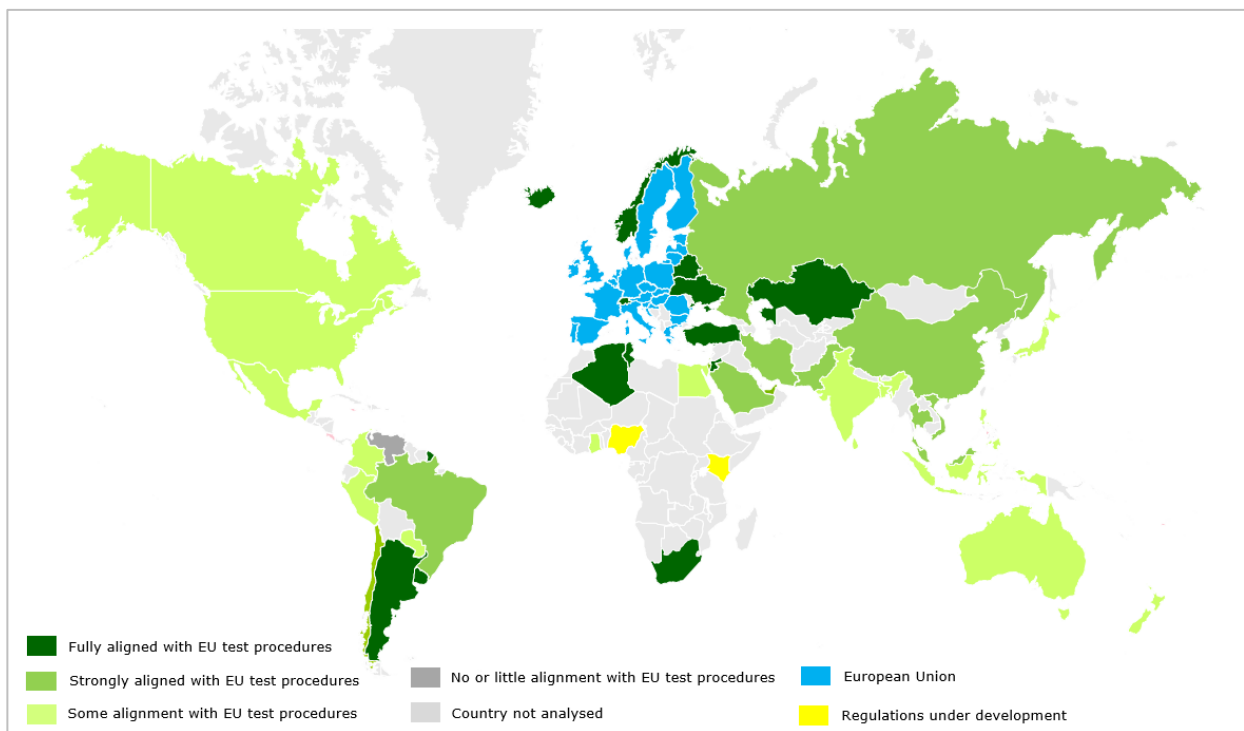 Fully aligned with EU test procedures
Strongly aligned with EU test procedures
Some alignment with EU test procedures
No or little alignment with EU test procedures
Country not analysed
European Union
Regulations under development